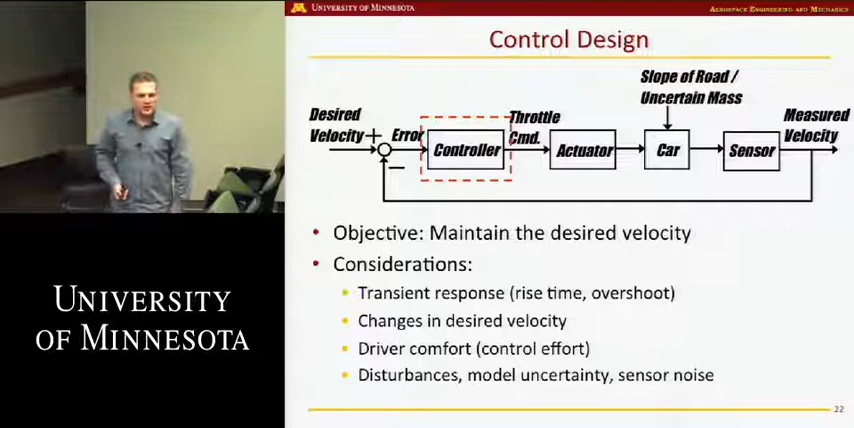 UNIVERSITY OF MINNESOTA
AEROSPACE ENGINEERING AND MECHANICS
Control Design
Slope of Road /
Uncertain Mass
Desired
Velocity
+
Error
Throttle
Cmd.
Measured
Velocity
Controller
Actuator
Car
Sensor
−
• Objective: Maintain the desired velocity
• Considerations:
• Transient response (rise time, overshoot)
• Changes in desired velocity
• Driver comfort (control effort)
• Disturbances, model uncertainty, sensor noise
22
UNIVERSITY
OF MINNESOTA